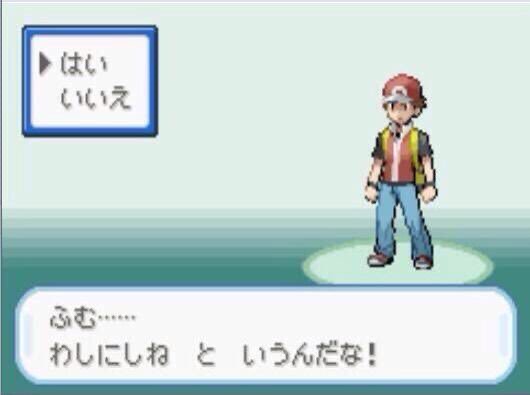 はい
いいえ
ふむ……
わしにしね　と　いうんだな！